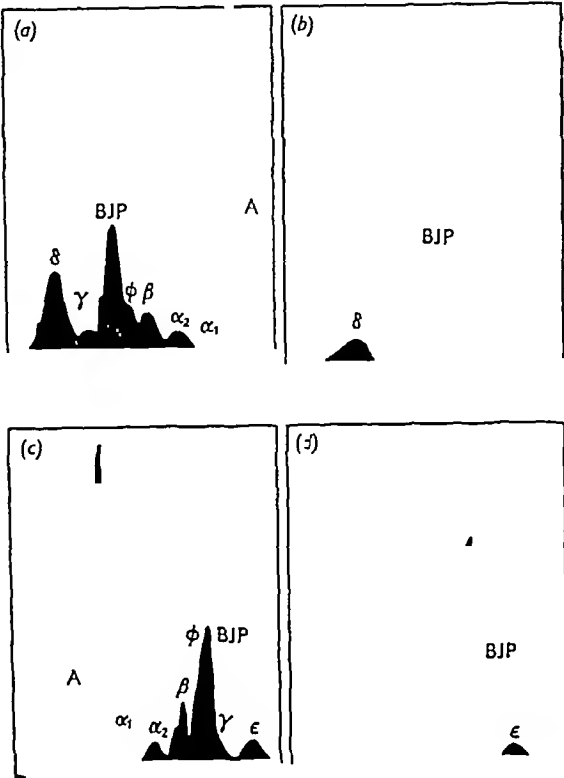 (a)
A
BJP
δ
γ
ϕ β
α₂ α₁
(b)
BJP
δ
(c)
ϕ BJP
A
β
α₁ α₂ γ ε
(d)
BJP
ε